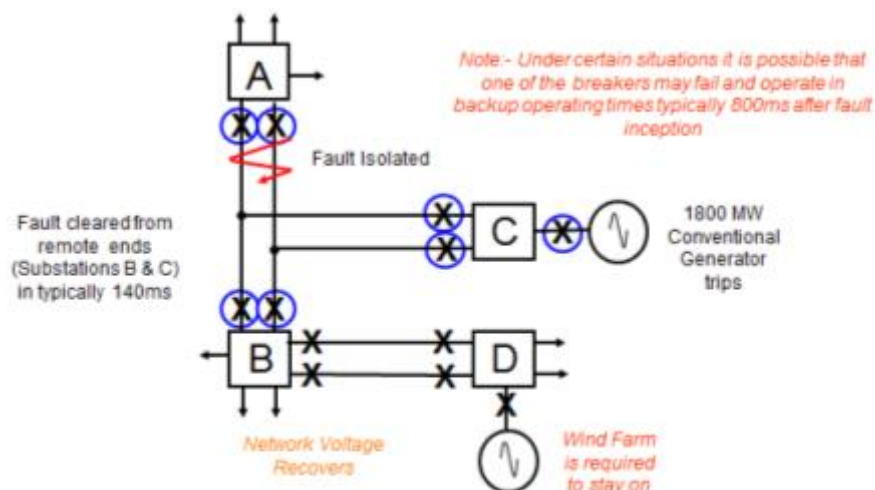 A
Note:- Under certain situations it is possible that
one of the breakers may fail and operate in
backup operating times typically 800ms after fault
inception
Fault Isolated
Fault cleared from
remote ends
(Substations B & C)
in typically 140ms
C
1800 MW
Conventional
Generator
trips
B
D
Network Voltage
Recovers
Wind Farm
is required
to stay on